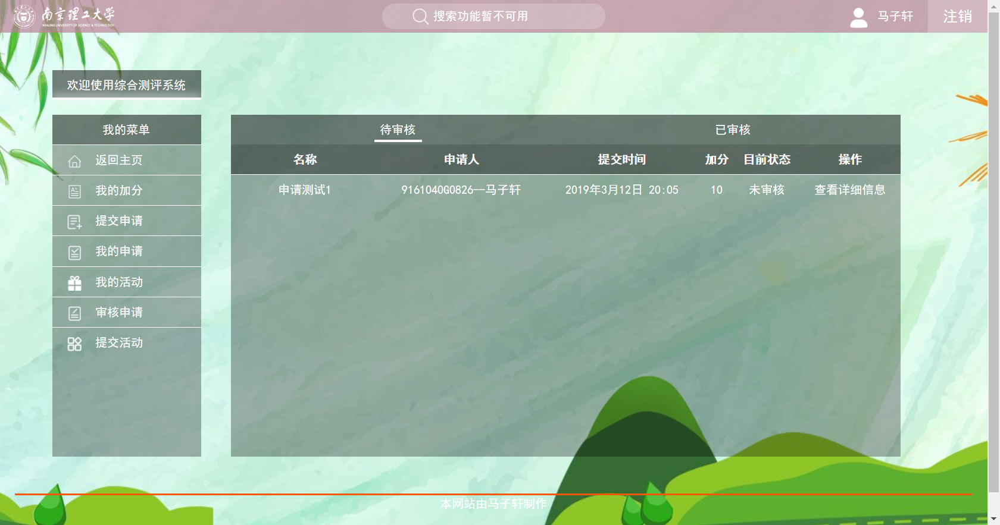 南京理工大学
NANJING UNIVERSITY OF SCIENCE & TECHNOLOGY
搜索功能暂不可用
马子轩
注销
欢迎使用综合测评系统
我的菜单
返回主页
我的加分
提交申请
我的申请
我的活动
审核申请
提交活动
待审核 已审核
名称 申请人 提交时间 加分 目前状态 操作
申请测试1 9161040G0826--马子轩 2019年3月12日 20:05 10 未审核 查看详细信息
本网站由马子轩制作